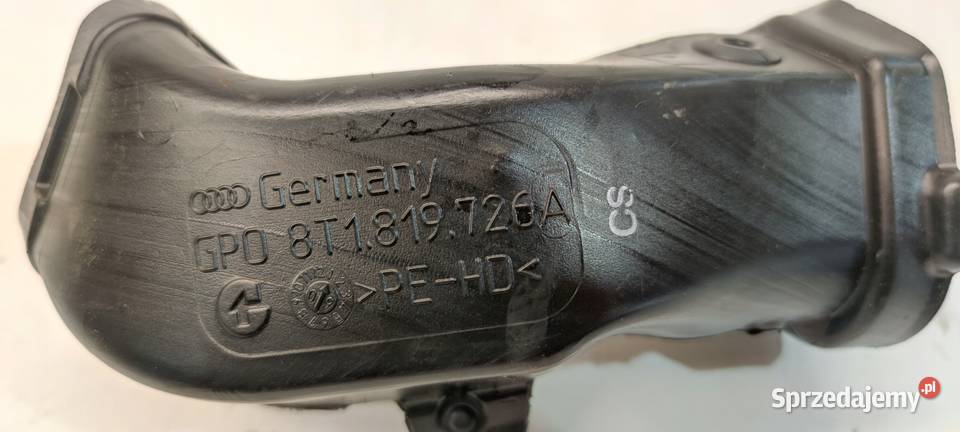 Germany
GPO 8T1.819.726A
>PE-HD<
CS
Sprzedajemy.pl